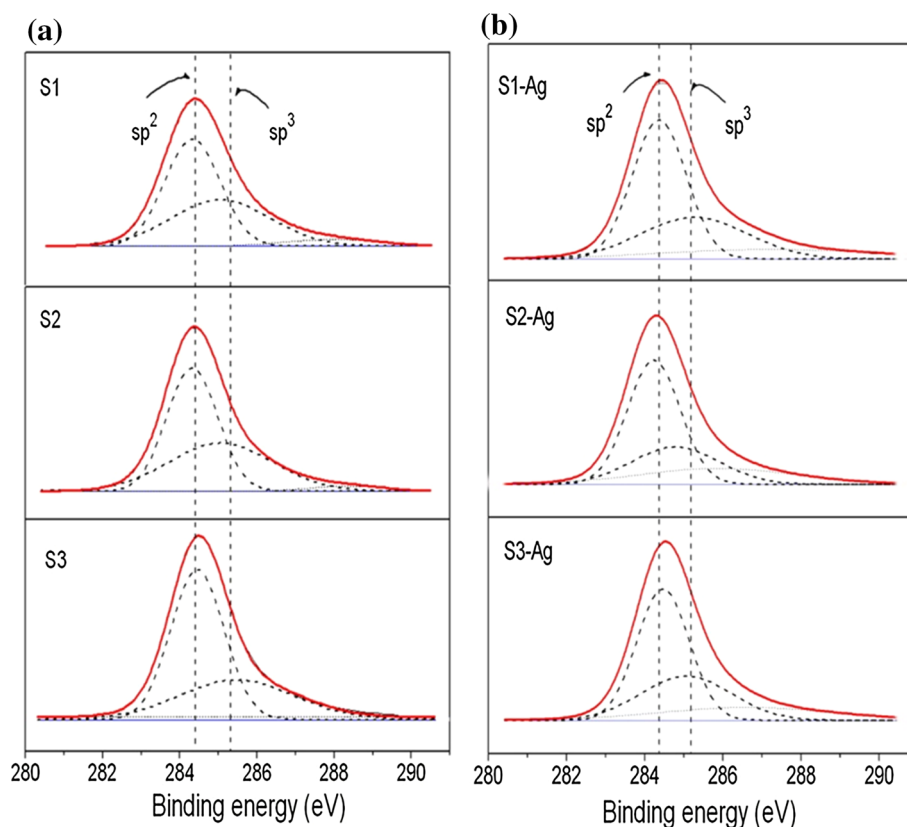 (a)
S1
sp²
sp³
S2
S3
280 282 284 286 288 290
Binding energy (eV)
(b)
S1-Ag
sp²
sp³
S2-Ag
S3-Ag
280 282 284 286 288 290
Binding energy (eV)